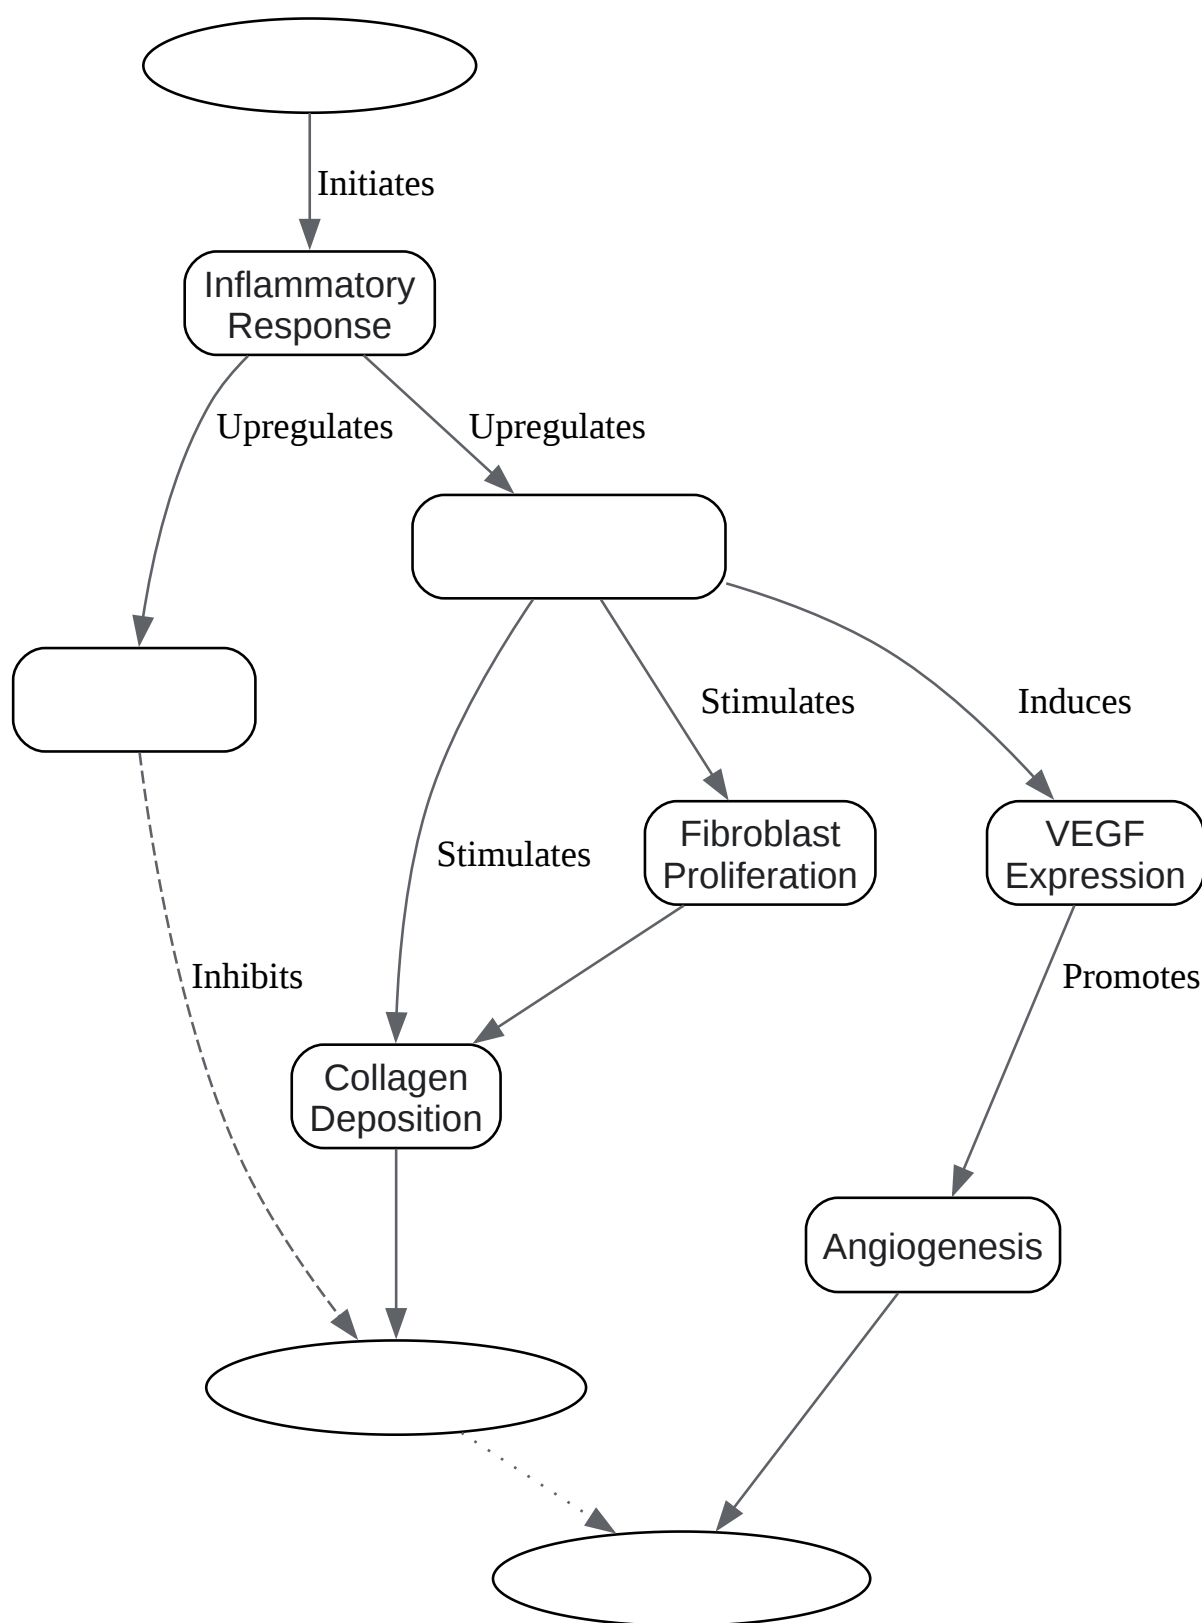 Initiates
Inflammatory
Response
Upregulates
Upregulates
Stimulates
Induces
Fibroblast
Proliferation
VEGF
Expression
Stimulates
Inhibits
Promotes
Collagen
Deposition
Angiogenesis